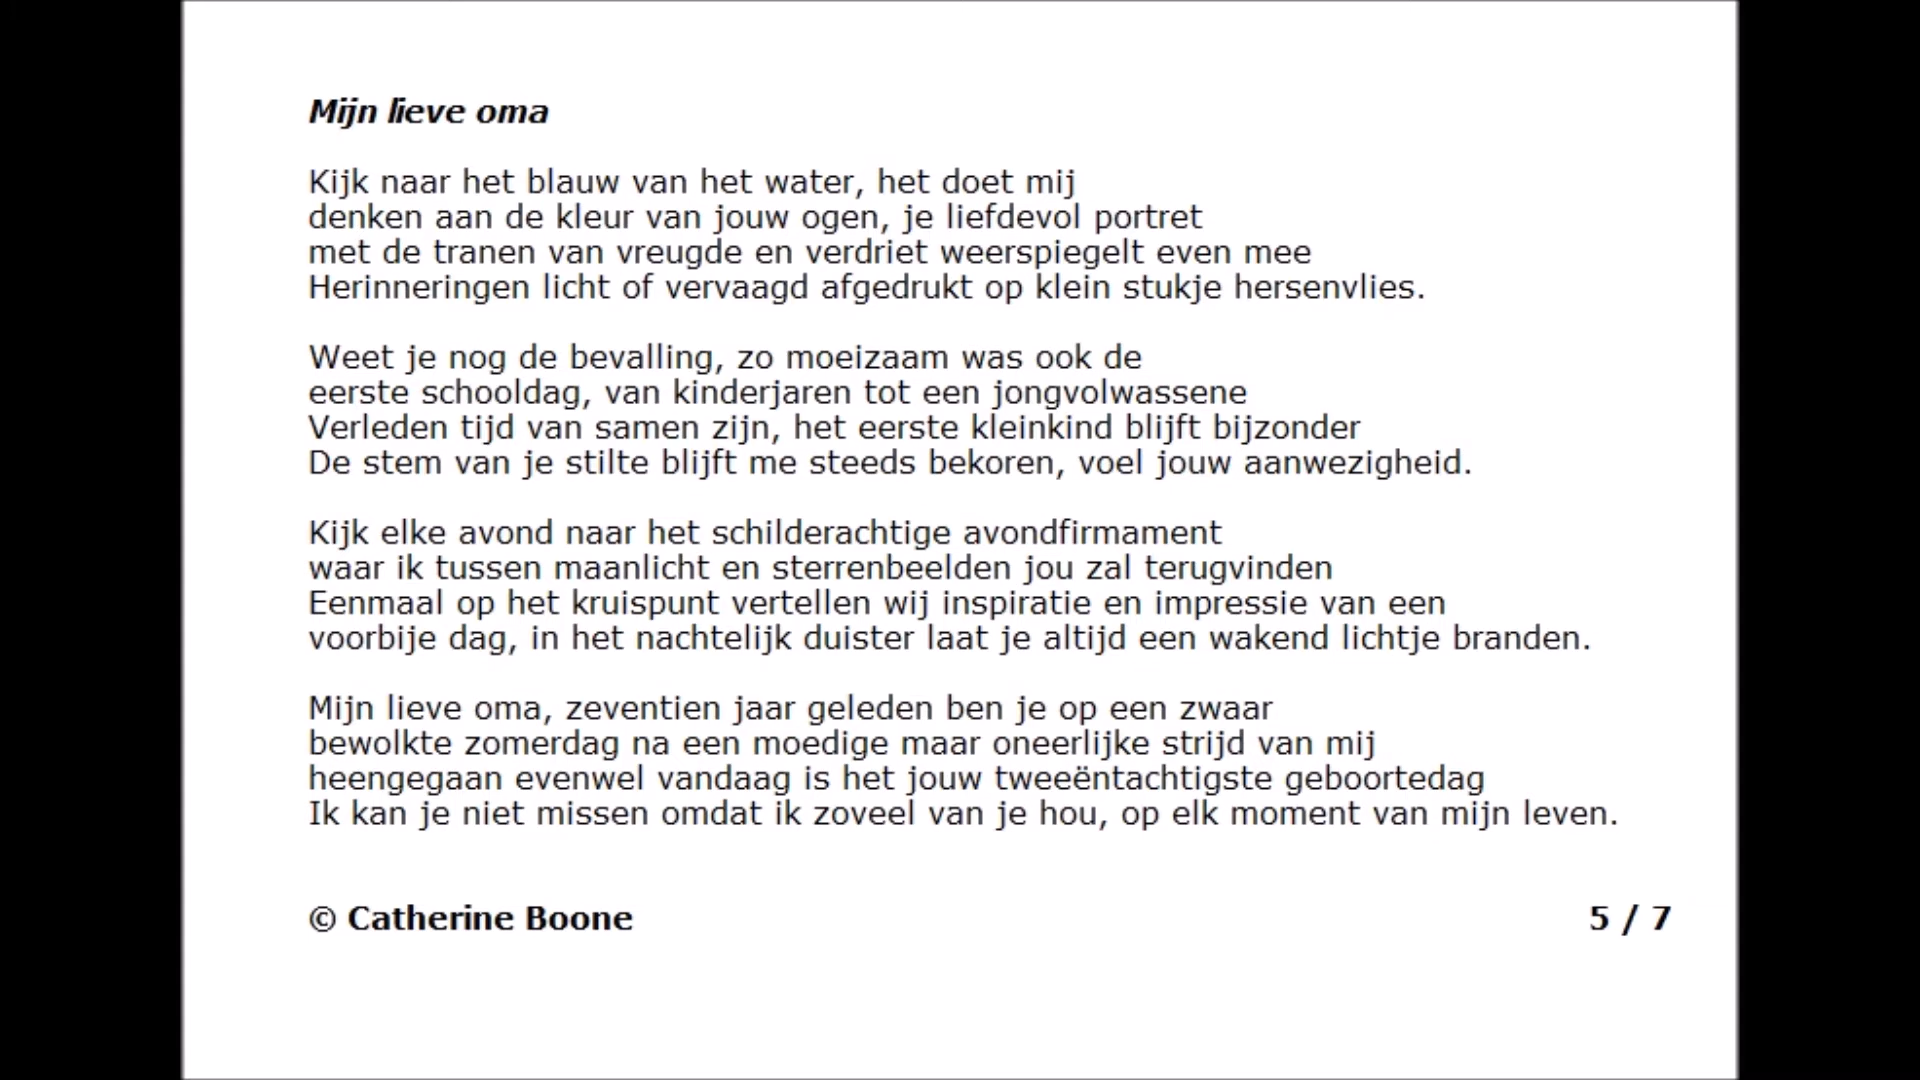 Mijn lieve oma
Kijk naar het blauw van het water, het doet mij
denken aan de kleur van jouw ogen, je liefdevol portret
met de tranen van vreugde en verdriet weerspiegelt even mee
Herinneringen licht of vervaagd afgedrukt op klein stukje hersenvlies.
Weet je nog de bevalling, zo moeizaam was ook de
eerste schooldag, van kinderjaren tot een jongvolwassene
Verleden tijd van samen zijn, het eerste kleinkind blijft bijzonder
De stem van je stilte blijft me steeds bekoren, voel jouw aanwezigheid.
Kijk elke avond naar het schilderachtige avondfirmament
waar ik tussen maanlicht en sterrenbeelden jou zal terugvinden
Eenmaal op het kruispunt vertellen wij inspiratie en impressie van een
voorbije dag, in het nachtelijk duister laat je altijd een wakend lichtje branden.
Mijn lieve oma, zeventien jaar geleden ben je op een zwaar
bewolkte zomerdag na een moedige maar oneerlijke strijd van mij
heengegaan evenwel vandaag is het jouw tweeëntachtigste geboortedag
Ik kan je niet missen omdat ik zoveel van je hou, op elk moment van mijn leven.
© Catherine Boone
5 / 7